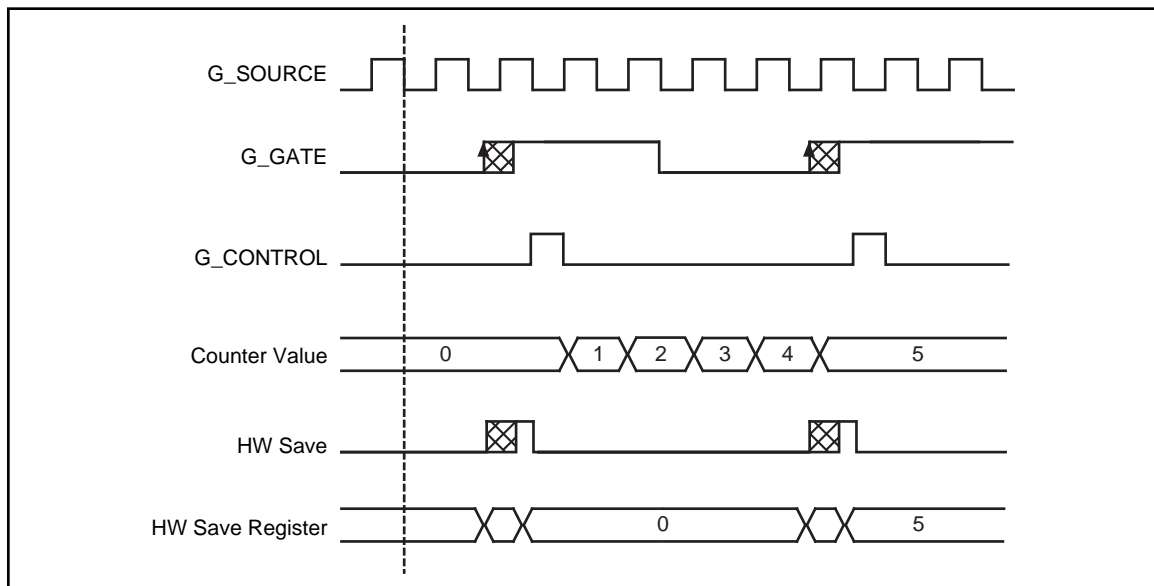 G_SOURCE
G_GATE
G_CONTROL
Counter Value 0 1 2 3 4 5
HW Save
HW Save Register 0 5